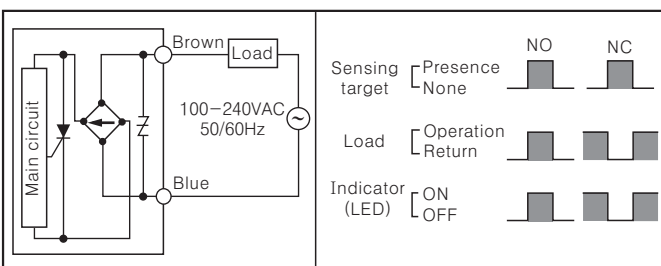 Main circuit
Brown
Load
100−240VAC
50/60Hz
~
Blue
NO NC
Sensing target
Presence
None
Load
Operation
Return
Indicator (LED)
ON
OFF